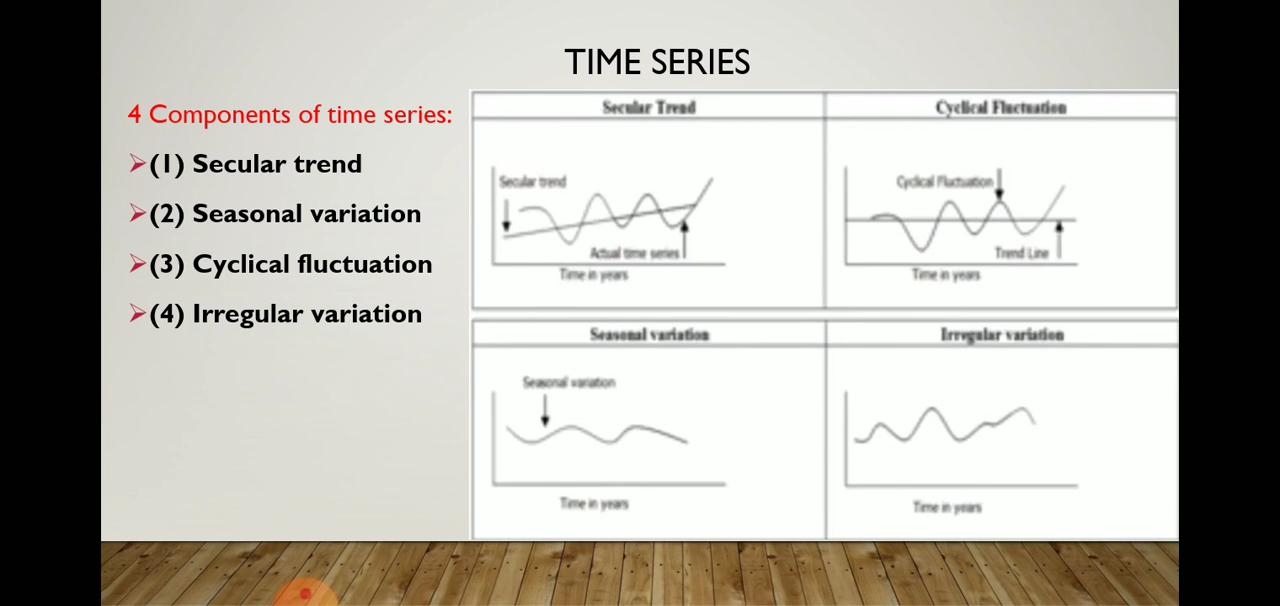 TIME SERIES
4 Components of time series:
(1) Secular trend
(2) Seasonal variation
(3) Cyclical fluctuation
(4) Irregular variation
Secular Trend
Secular trend
Actual time series
Time in years
Cyclical Fluctuation
Cyclical Fluctuation
Trend Line
Time in years
Seasonal variation
Seasonal variation
Time in years
Irregular variation
Time in years